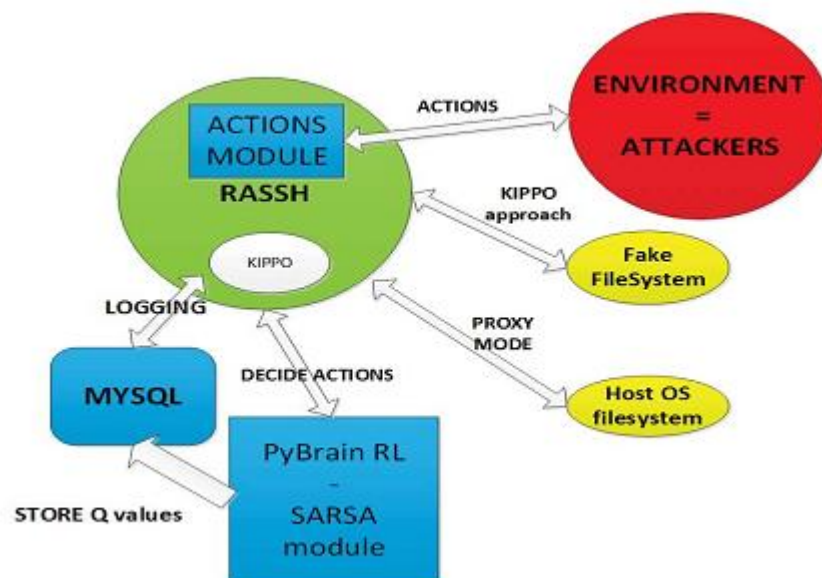 ENVIRONMENT
=
ATTACKERS
ACTIONS
ACTIONS
MODULE
RASSH
KIPPO
approach
KIPPO
Fake
FileSystem
LOGGING
PROXY
MODE
DECIDE ACTIONS
MYSQL
Host OS
filesystem
PyBrain RL
-
SARSA
module
STORE Q values